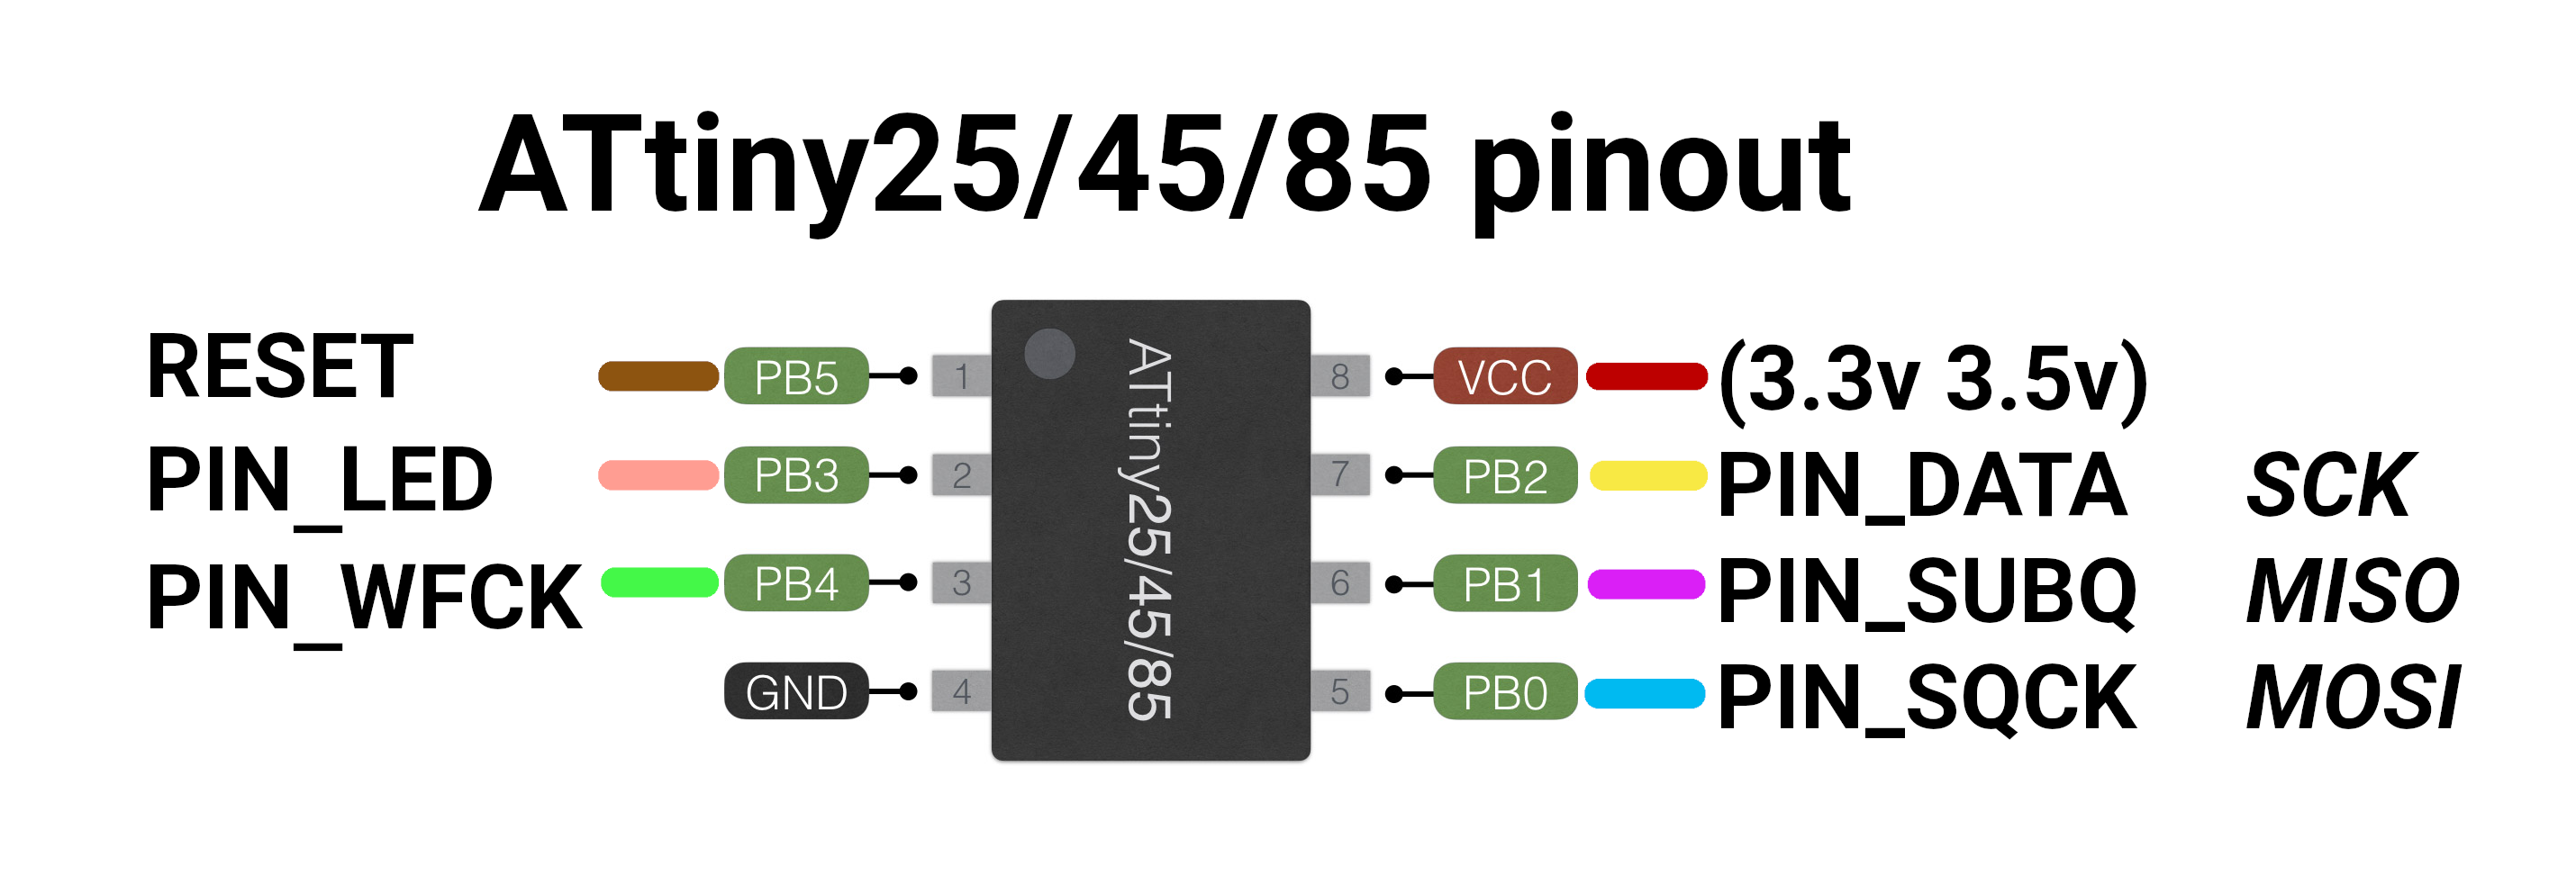 ATtiny25/45/85 pinout
RESET PB5 1 8 VCC (3.3v 3.5v)
PIN_LED PB3 2 7 PB2 PIN_DATA SCK
PIN_WFCK PB4 3 6 PB1 PIN_SUBQ MISO
GND 4 5 PB0 PIN_SQCK MOSI
ATtiny25/45/85